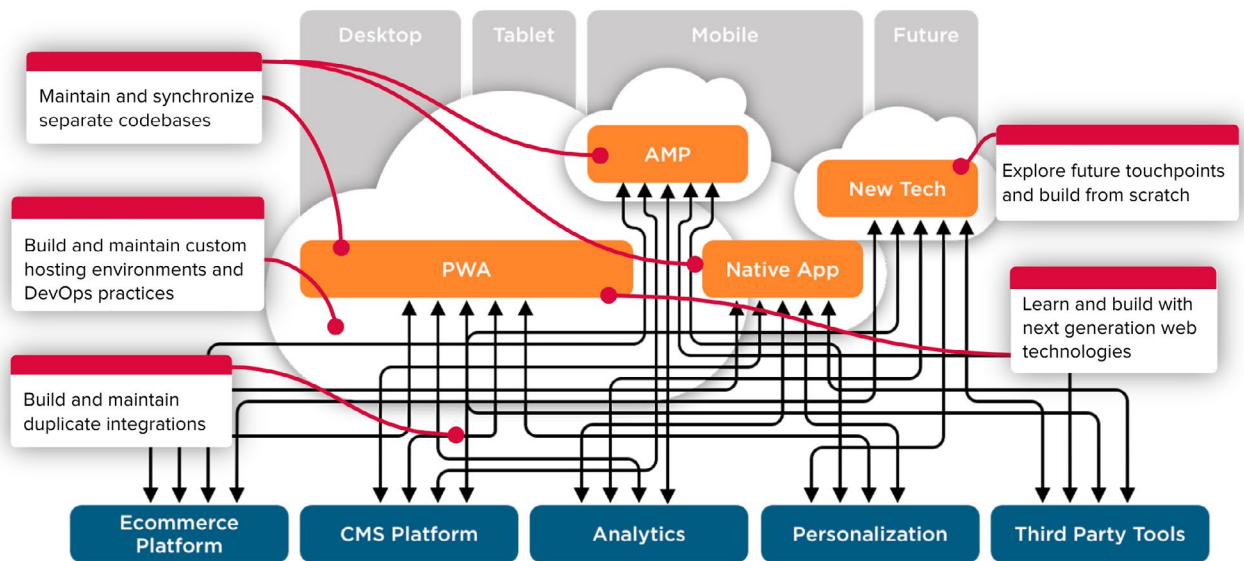 Desktop
Tablet
Mobile
Future
Maintain and synchronize
separate codebases
AMP
New Tech
Explore future touchpoints
and build from scratch
Build and maintain custom
hosting environments and
DevOps practices
PWA
Native App
Learn and build with
next generation web
technologies
Build and maintain
duplicate integrations
Ecommerce
Platform
CMS Platform
Analytics
Personalization
Third Party Tools